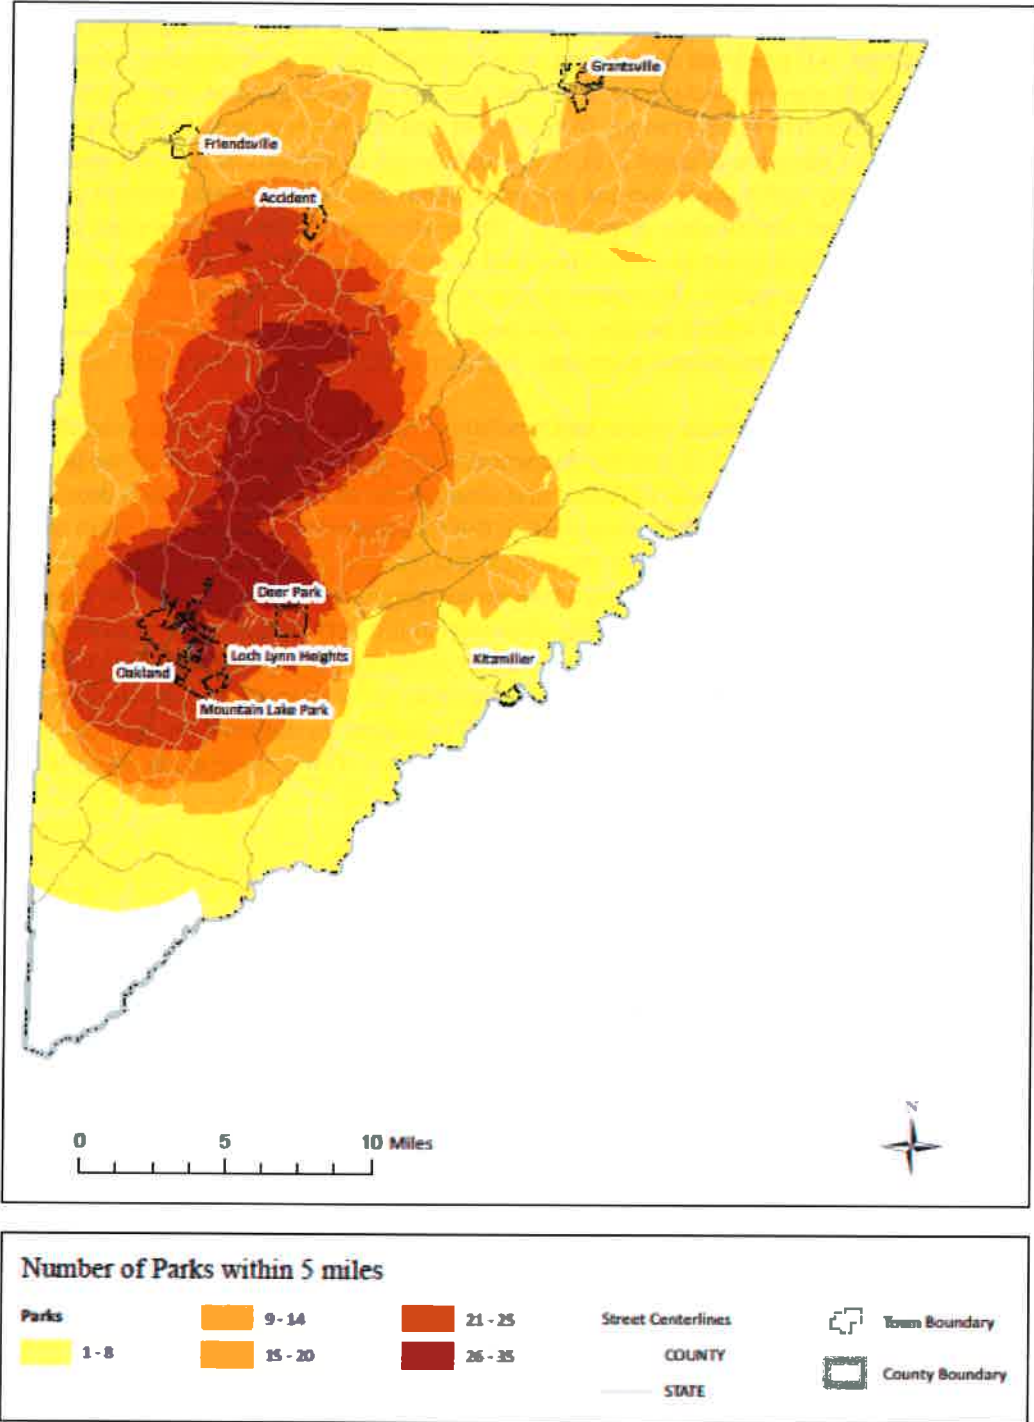 Grantsville
Friendsville
Accident
Deer Park
Loch Lynn Heights
Kitzmiller
Oakland
Mountain Lake Park
N
0 5 10 Miles
Number of Parks within 5 miles
Parks
1 - 8
9 - 14
15 - 20
21 - 25
26 - 35
Street Centerlines
COUNTY
STATE
Town Boundary
County Boundary